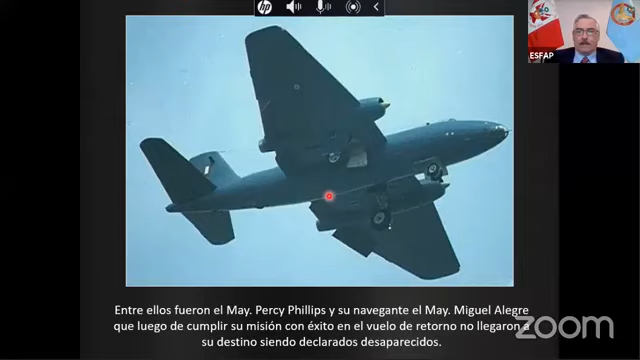 hp
ESFAP
Entre ellos fueron el May. Percy Phillips y su navegante el May. Miguel Alegre
que luego de cumplir su misión con éxito en el vuelo de retorno no llegaron a
su destino siendo declarados desaparecidos.
zoom